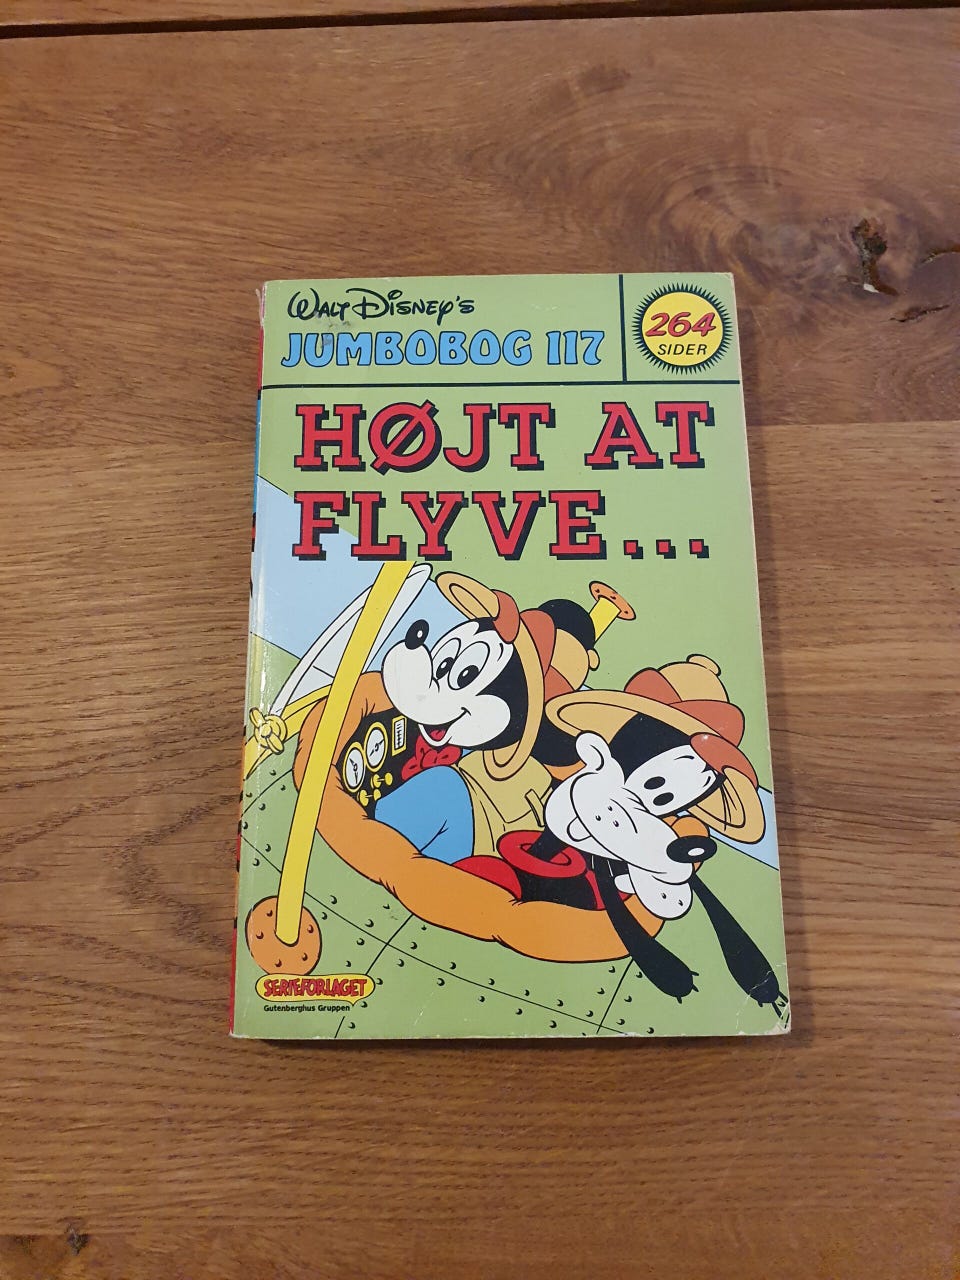 WALT DISNEY'S
JUMBOBOG 117
264
SIDER
HØJT AT
FLYVE...
SERIEFORLAGET
Gutenberghus Gruppen